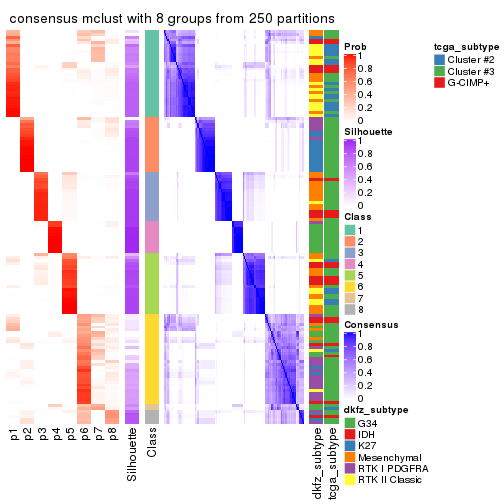 consensus mclust with 8 groups from 250 partitions
p1
p2
p3
p4
p5
p6
p7
p8
Silhouette
Class
dkfz_subtype
tcga_subtype
Prob
1
0.8
0.6
0.4
0.2
0
Silhouette
1
0.8
0.6
0.4
0.2
0
Class
1
2
3
4
5
6
7
8
Consensus
1
0.8
0.6
0.4
0.2
0
dkfz_subtype
G34
IDH
K27
Mesenchymal
RTK I PDGFRA
RTK II Classic
tcga_subtype
Cluster #2
Cluster #3
G-CIMP+